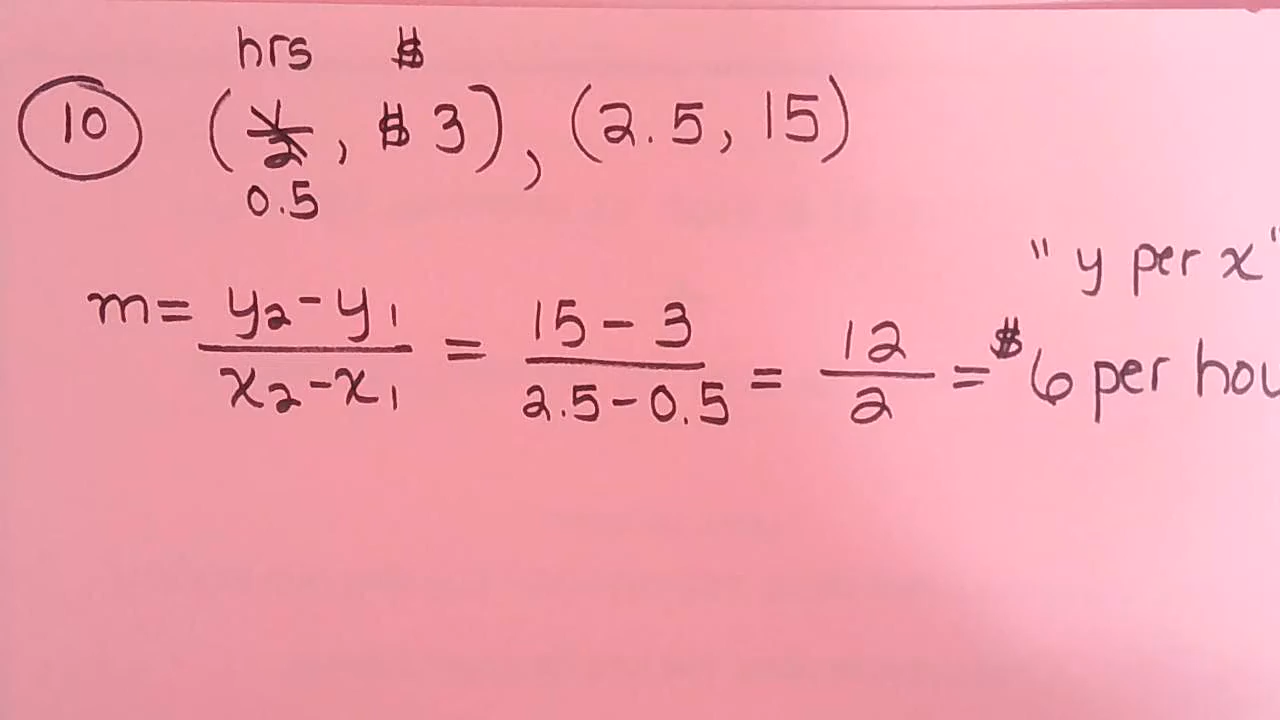 hrs $
10 (1/2, $3), (2.5, 15)
0.5
"y per x"
m = y₂ - y₁ / x₂ - x₁ = 15 - 3 / 2.5 - 0.5 = 12 / 2 = $6 per hou